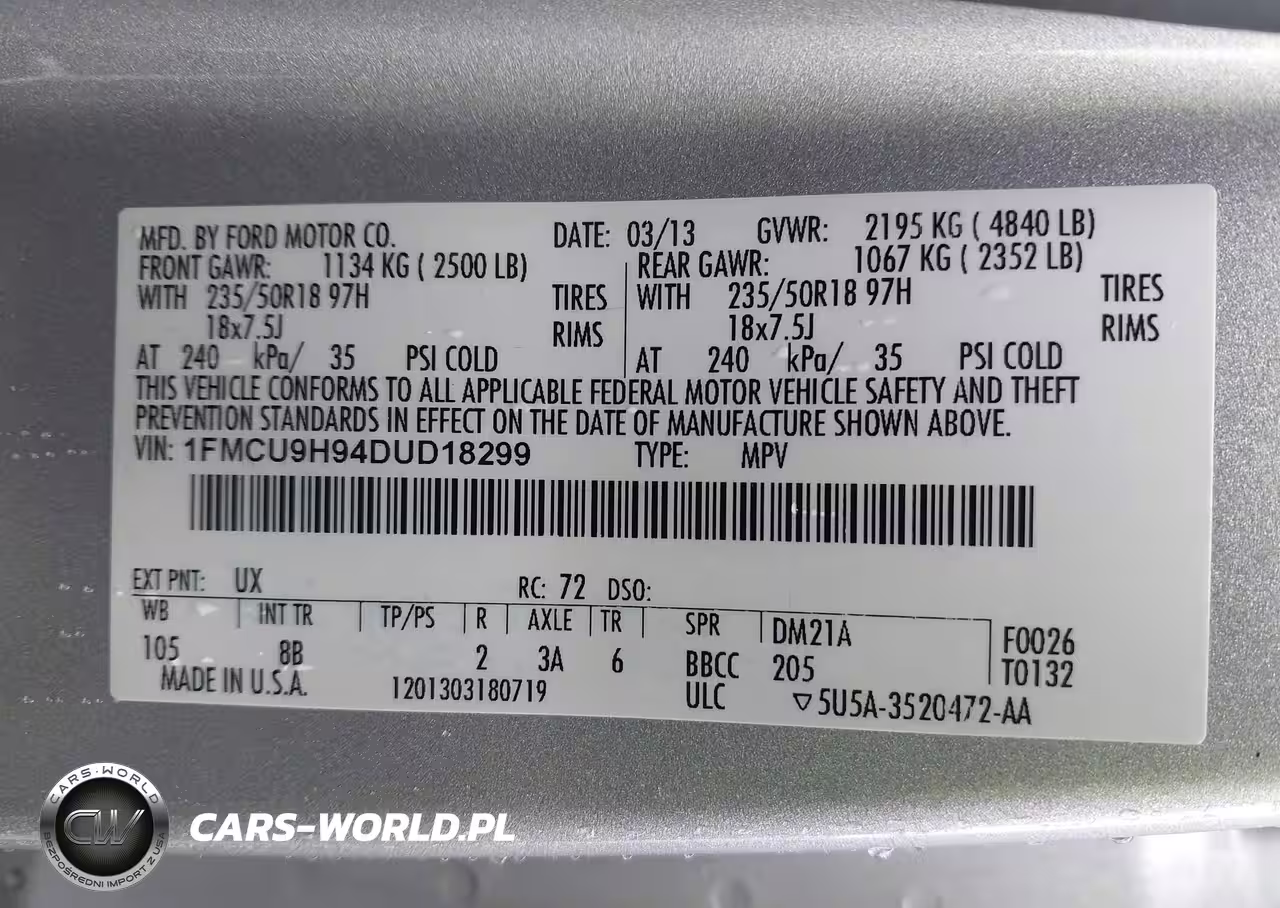 MFD. BY FORD MOTOR CO. DATE: 03/13 GVWR: 2195 KG ( 4840 LB)
FRONT GAWR: 1134 KG ( 2500 LB) REAR GAWR: 1067 KG ( 2352 LB)
WITH 235/50R18 97H TIRES WITH 235/50R18 97H TIRES
18x7.5J RIMS 18x7.5J RIMS
AT 240 kPa/ 35 PSI COLD AT 240 kPa/ 35 PSI COLD
THIS VEHICLE CONFORMS TO ALL APPLICABLE FEDERAL MOTOR VEHICLE SAFETY AND THEFT
PREVENTION STANDARDS IN EFFECT ON THE DATE OF MANUFACTURE SHOWN ABOVE.
VIN: 1FMCU9H94DUD18299 TYPE: MPV
EXT PNT: UX RC: 72 DSO:
WB INT TR TP/PS R AXLE TR SPR DM21A F0026
105 8B 2 3A 6 BBCC 205 T0132
MADE IN U.S.A. 1201303180719 ULC ▽5U5A-3520472-AA
CARS-WORLD
CW
BEZPOŚREDNI IMPORT Z USA
CARS-WORLD.PL